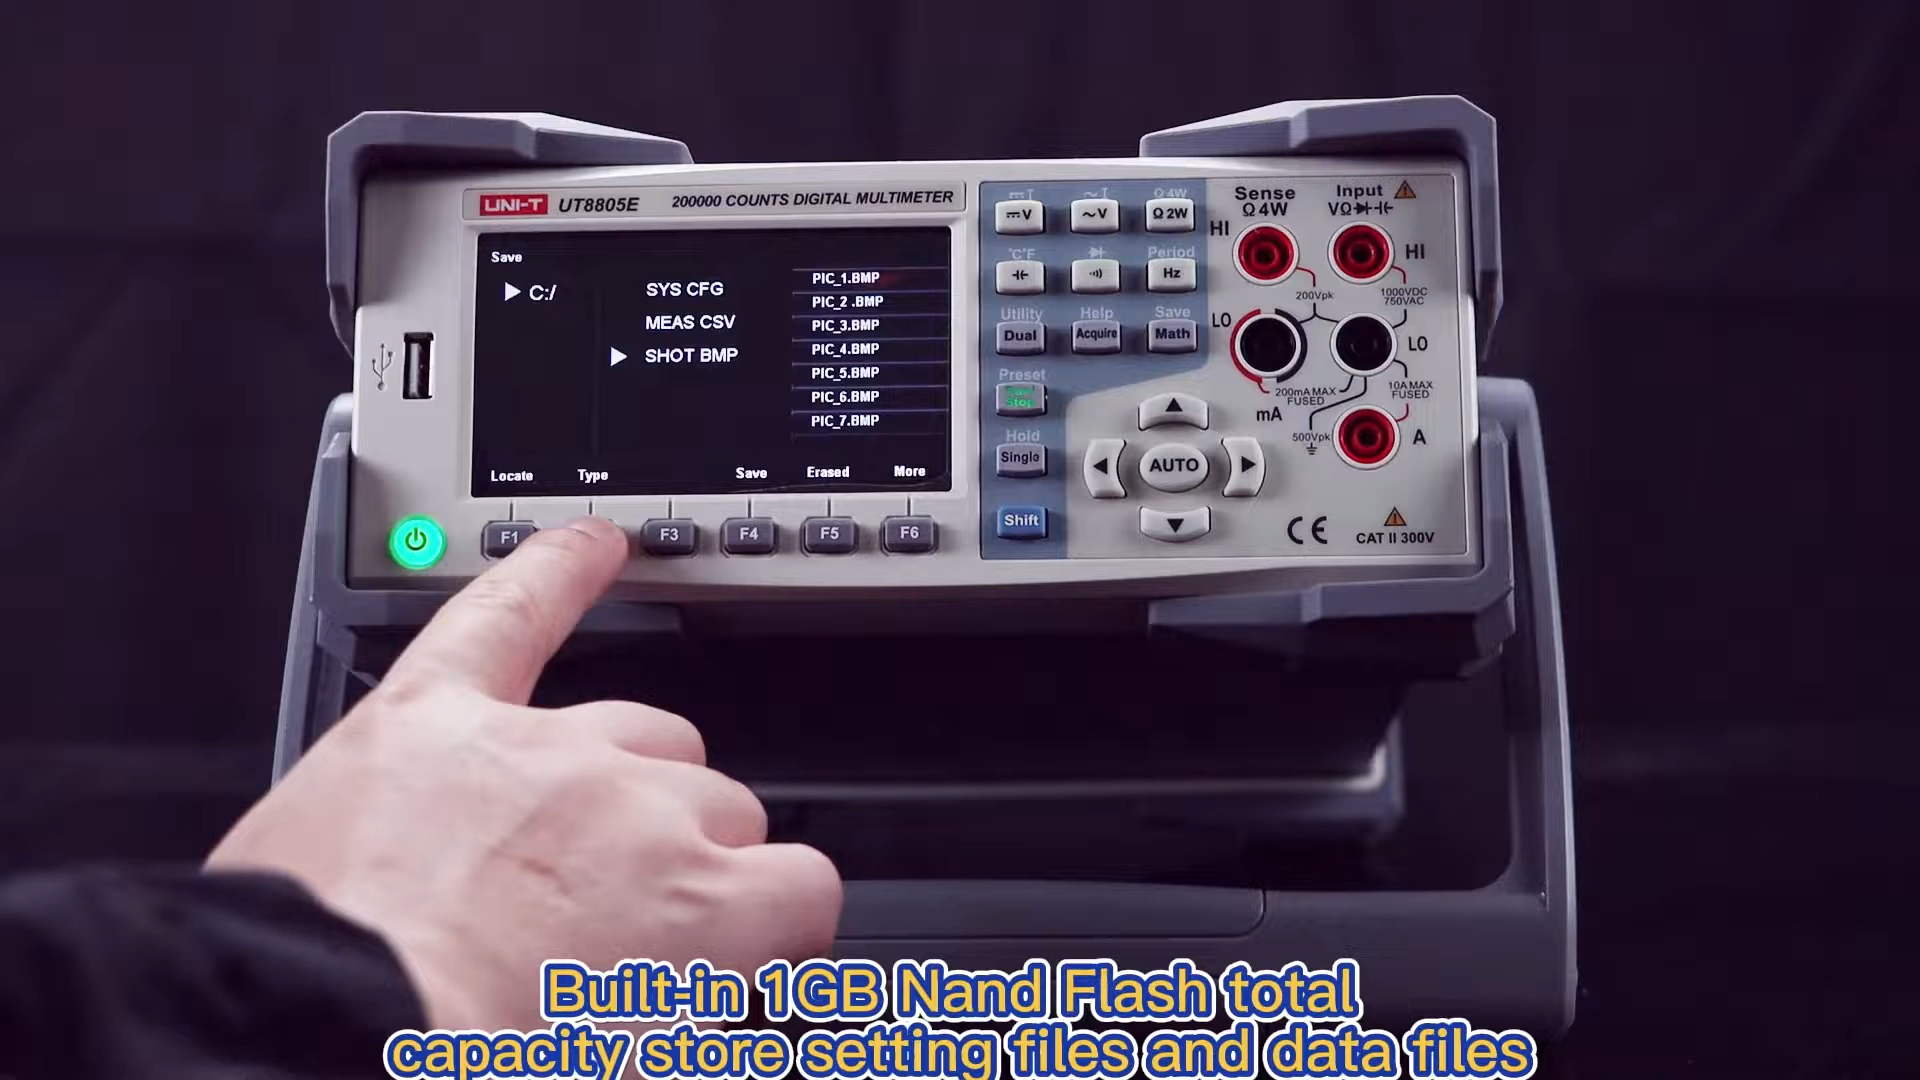 UNI-T UT8805E 200000 COUNTS DIGITAL MULTIMETER
Save
C:/
SYS CFG
MEAS CSV
SHOT BMP
PIC_1.BMP
PIC_2 .BMP
PIC_3.BMP
PIC_4.BMP
PIC_5.BMP
PIC_6.BMP
PIC_7.BMP
Locate Type Save Erased More
F1 F3 F4 F5 F6
Ω 4W
V ~V Ω 2W
°C°F Period
Hz
Utility Help Save
Dual Acquire Math
Preset
Stop
Hold
Single
Shift
AUTO
Sense
Ω 4W
Input
VΩ
HI HI
200Vpk
1000VDC
750VAC
LO LO
200mA MAX
FUSED
10A MAX
FUSED
mA
500Vpk
A
CE
CAT II 300V
Built-in 1GB Nand Flash total
capacity store setting files and data files